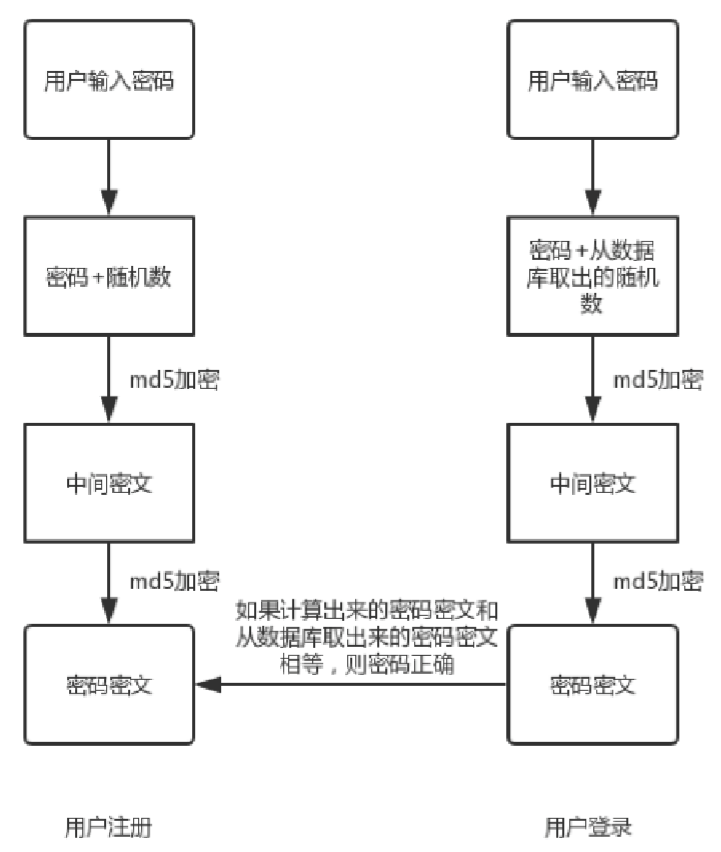 用户输入密码
密码+随机数
md5加密
中间密文
md5加密
密码密文
用户注册
如果计算出来的密码密文和
从数据库取出来的密码密文
相等，则密码正确
用户输入密码
密码+从数据
库取出的随机
数
md5加密
中间密文
md5加密
密码密文
用户登录